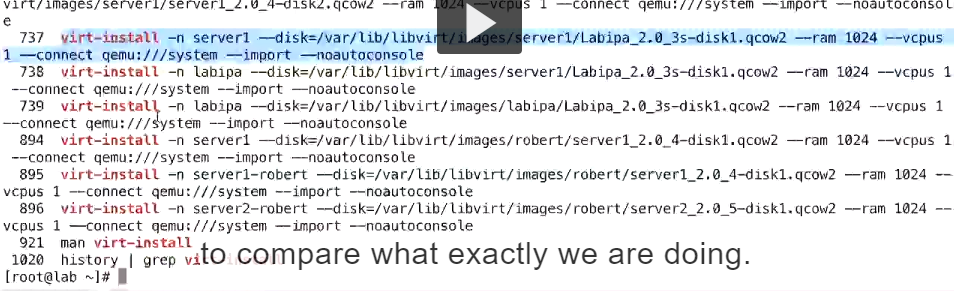 virt/images/server1/server1_2.0_4-disk2.qcow2 --ram 1024 --vcpus 1 --connect qemu:///system --import --noautoconsol
e
737 virt-install -n server1 --disk=/var/lib/libvirt/images/server1/Labipa_2.0_3s-disk1.qcow2 --ram 1024 --vcpus
1 --connect qemu:///system --import --noautoconsole
738 virt-install -n labipa --disk=/var/lib/libvirt/images/server1/Labipa_2.0_3s-disk1.qcow2 --ram 1024 --vcpus 1
--connect qemu:///system --import --noautoconsole
739 virt-install -n labipa --disk=/var/lib/libvirt/images/labipa/Labipa_2.0_3s-disk1.qcow2 --ram 1024 --vcpus 1
--connect qemu:///system --import --noautoconsole
894 virt-install -n server1 --disk=/var/lib/libvirt/images/robert/server1_2.0_4-disk1.qcow2 --ram 1024 --vcpus 1
--connect qemu:///system --import --noautoconsole
895 virt-install -n server1-robert --disk=/var/lib/libvirt/images/robert/server1_2.0_4-disk1.qcow2 --ram 1024 --
vcpus 1 --connect qemu:///system --import --noautoconsole
896 virt-install -n server2-robert --disk=/var/lib/libvirt/images/robert/server2_2.0_5-disk1.qcow2 --ram 1024 --
vcpus 1 --connect qemu:///system --import --noautoconsole
921 man virt-install
1020 history | grep
to compare what exactly we are doing.
[root@lab ~]#